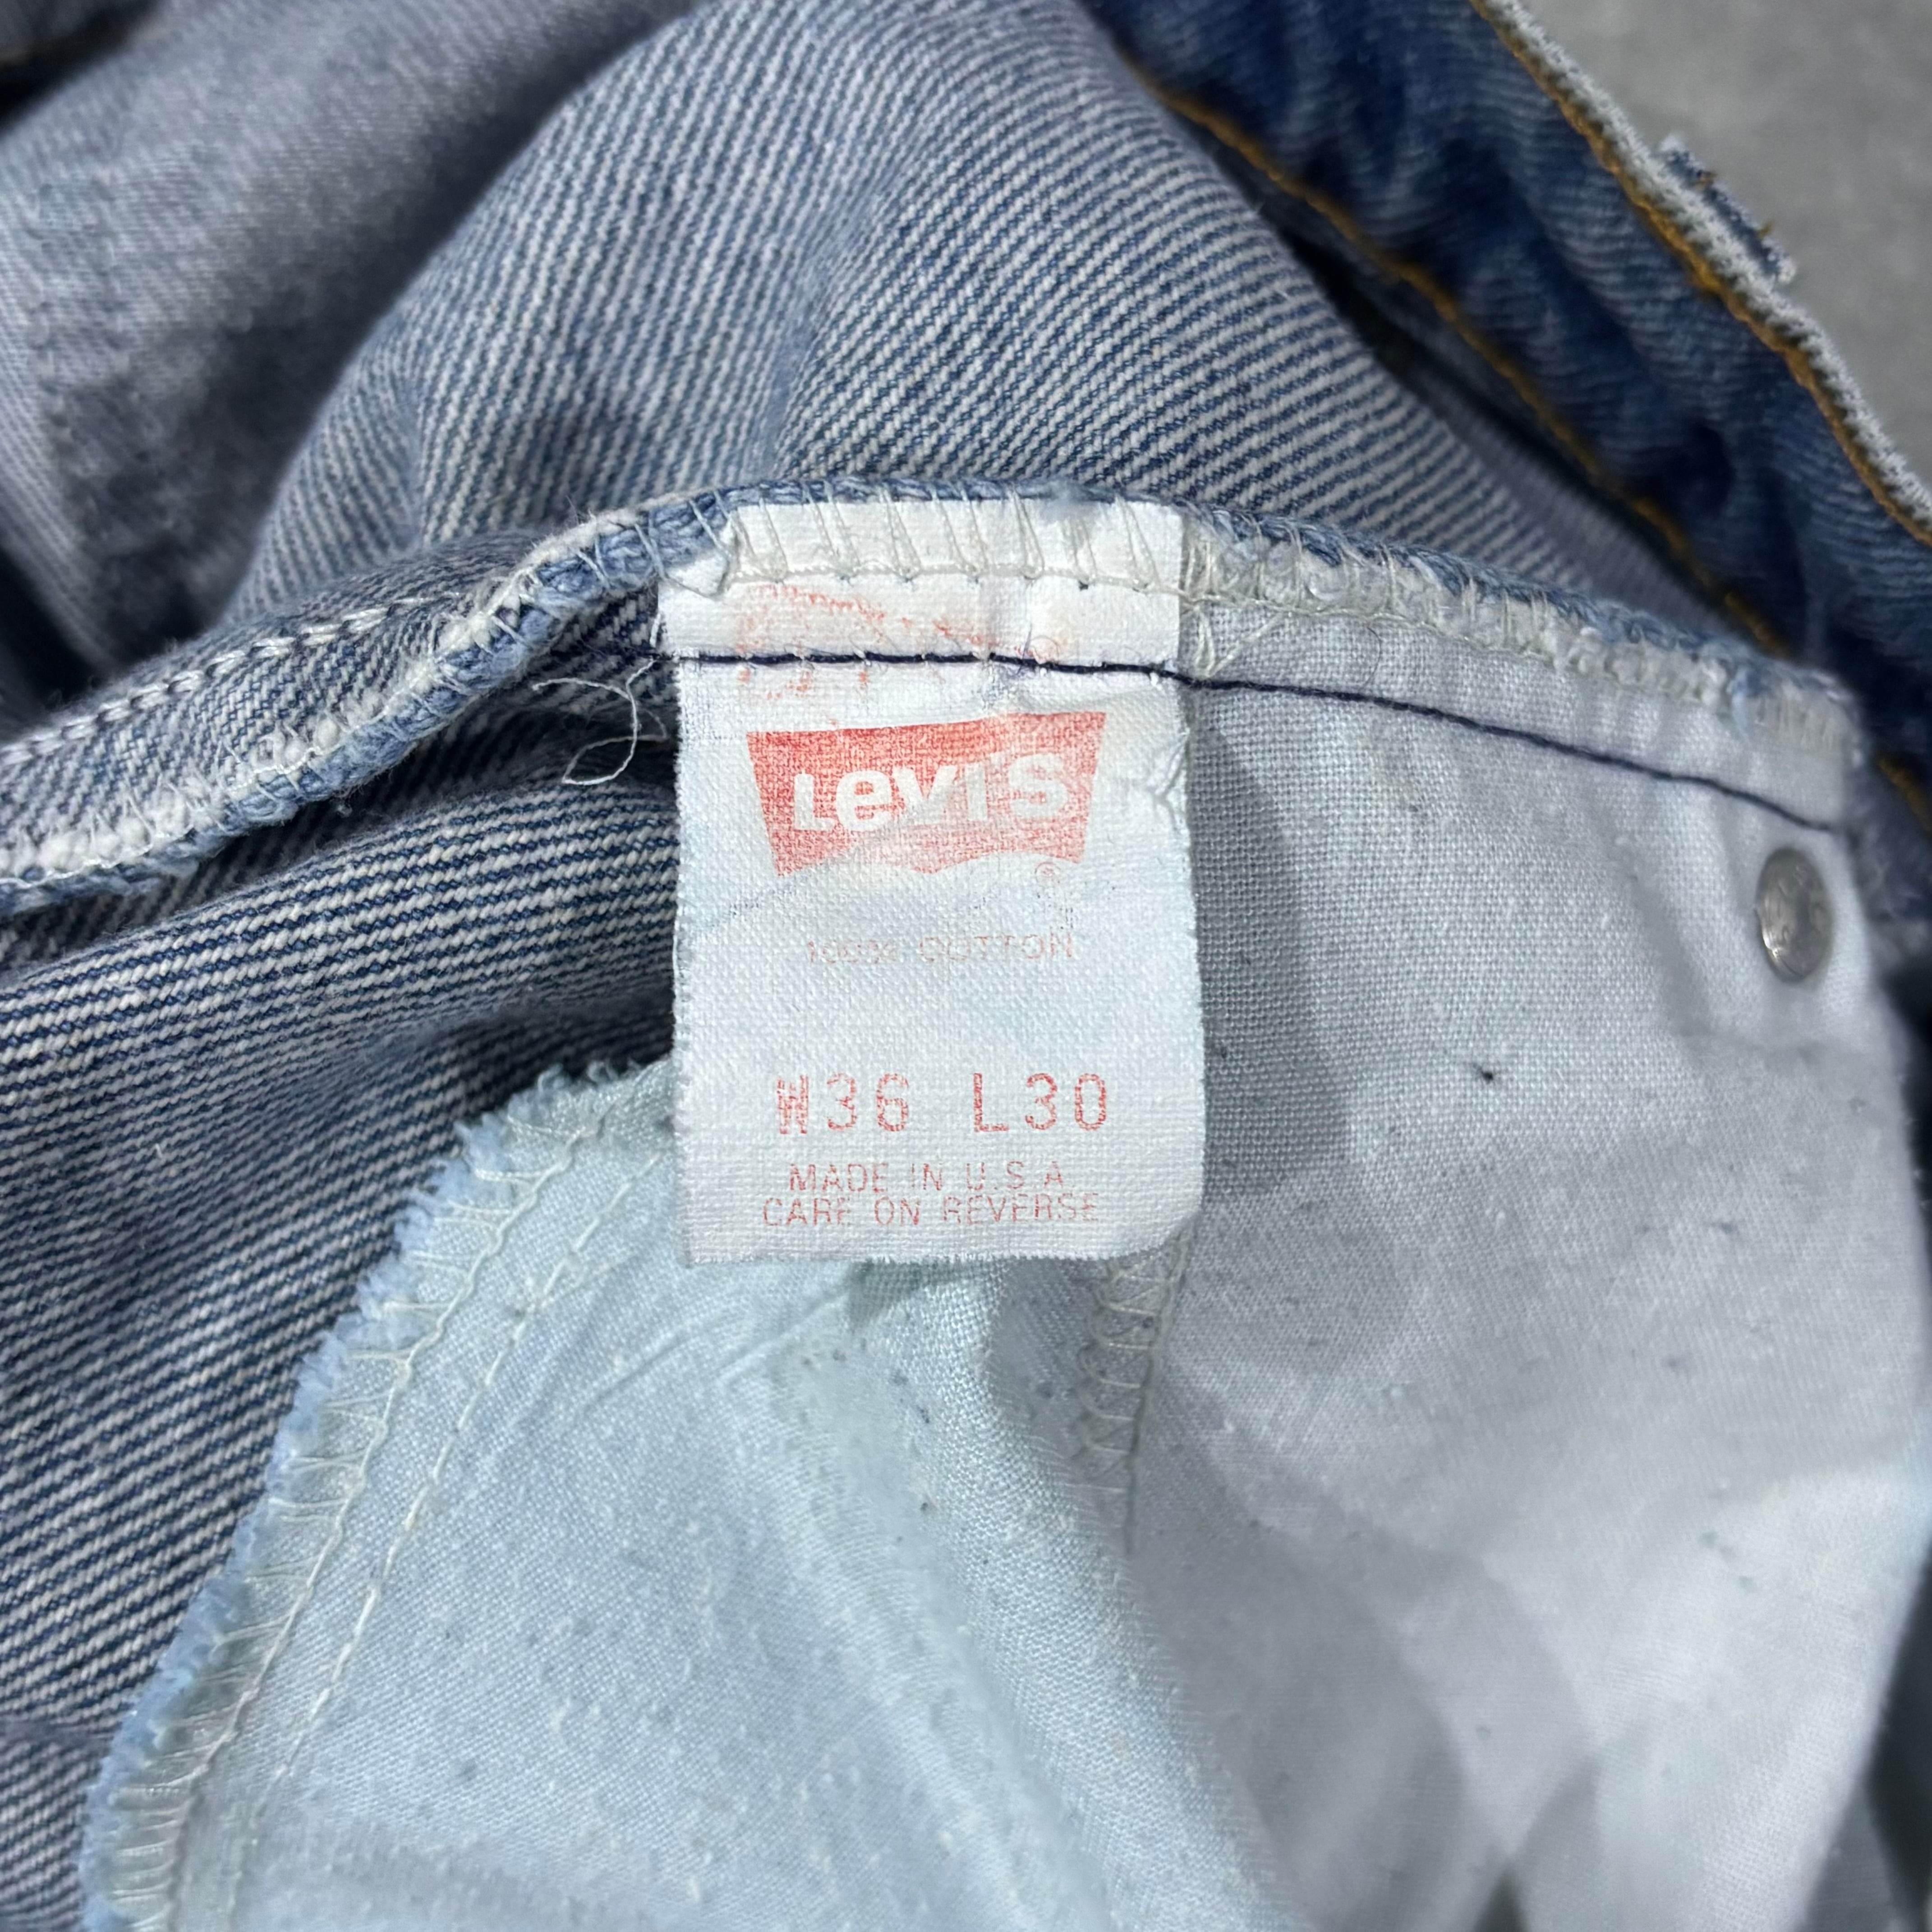 Levi's
®
100% COTTON
W36 L30
MADE IN U.S.A
CARE ON REVERSE